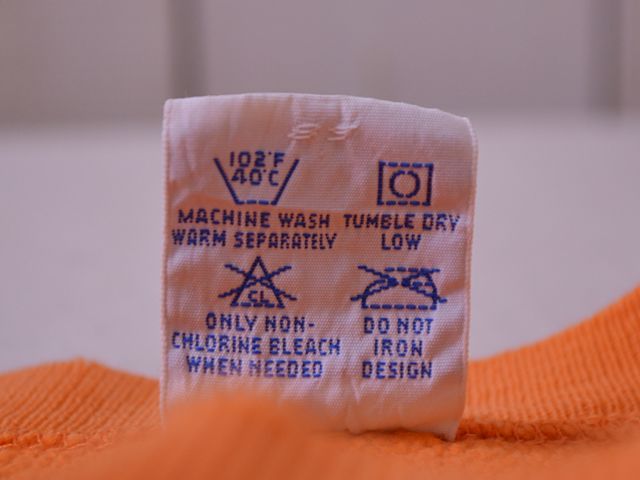 102°F
40°C
MACHINE WASH
WARM SEPARATELY
TUMBLE DRY
LOW
CL
ONLY NON-
CHLORINE BLEACH
WHEN NEEDED
DO NOT
IRON
DESIGN